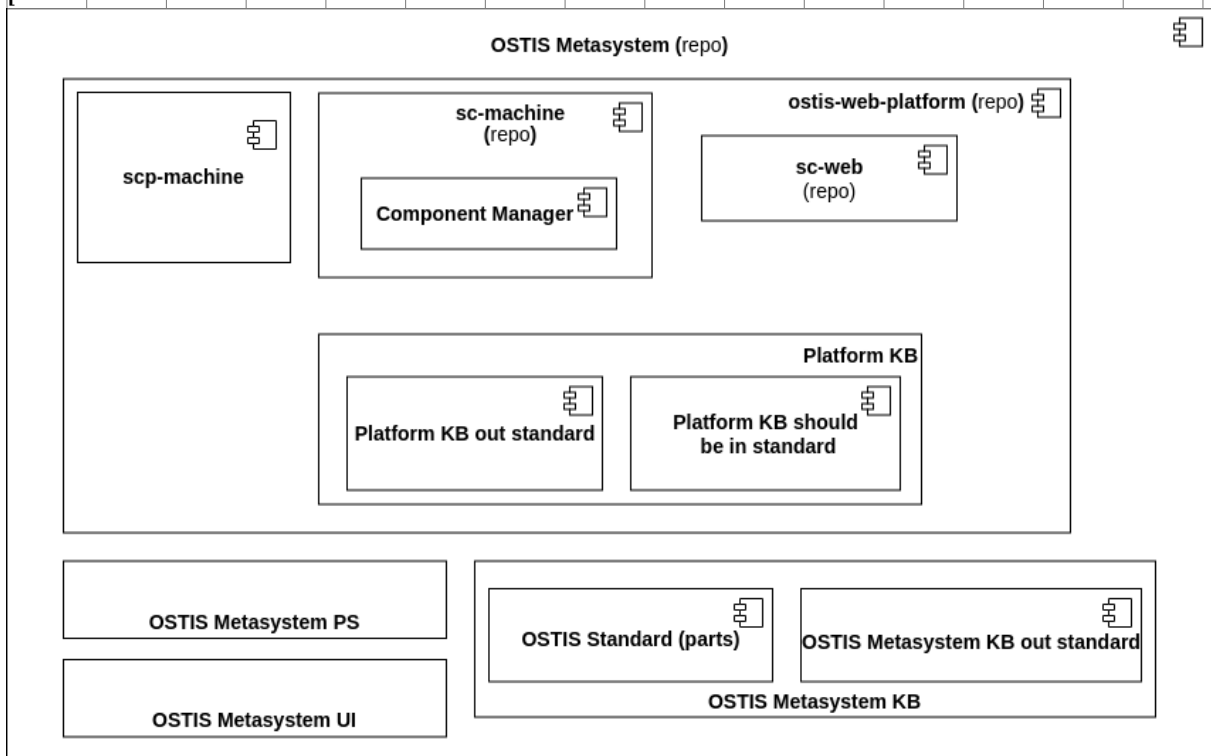 OSTIS Metasystem (repo)
ostis-web-platform (repo)
scp-machine
sc-machine
(repo)
Component Manager
sc-web
(repo)
Platform KB
Platform KB out standard
Platform KB should
be in standard
OSTIS Metasystem PS
OSTIS Metasystem UI
OSTIS Standard (parts)
OSTIS Metasystem KB out standard
OSTIS Metasystem KB